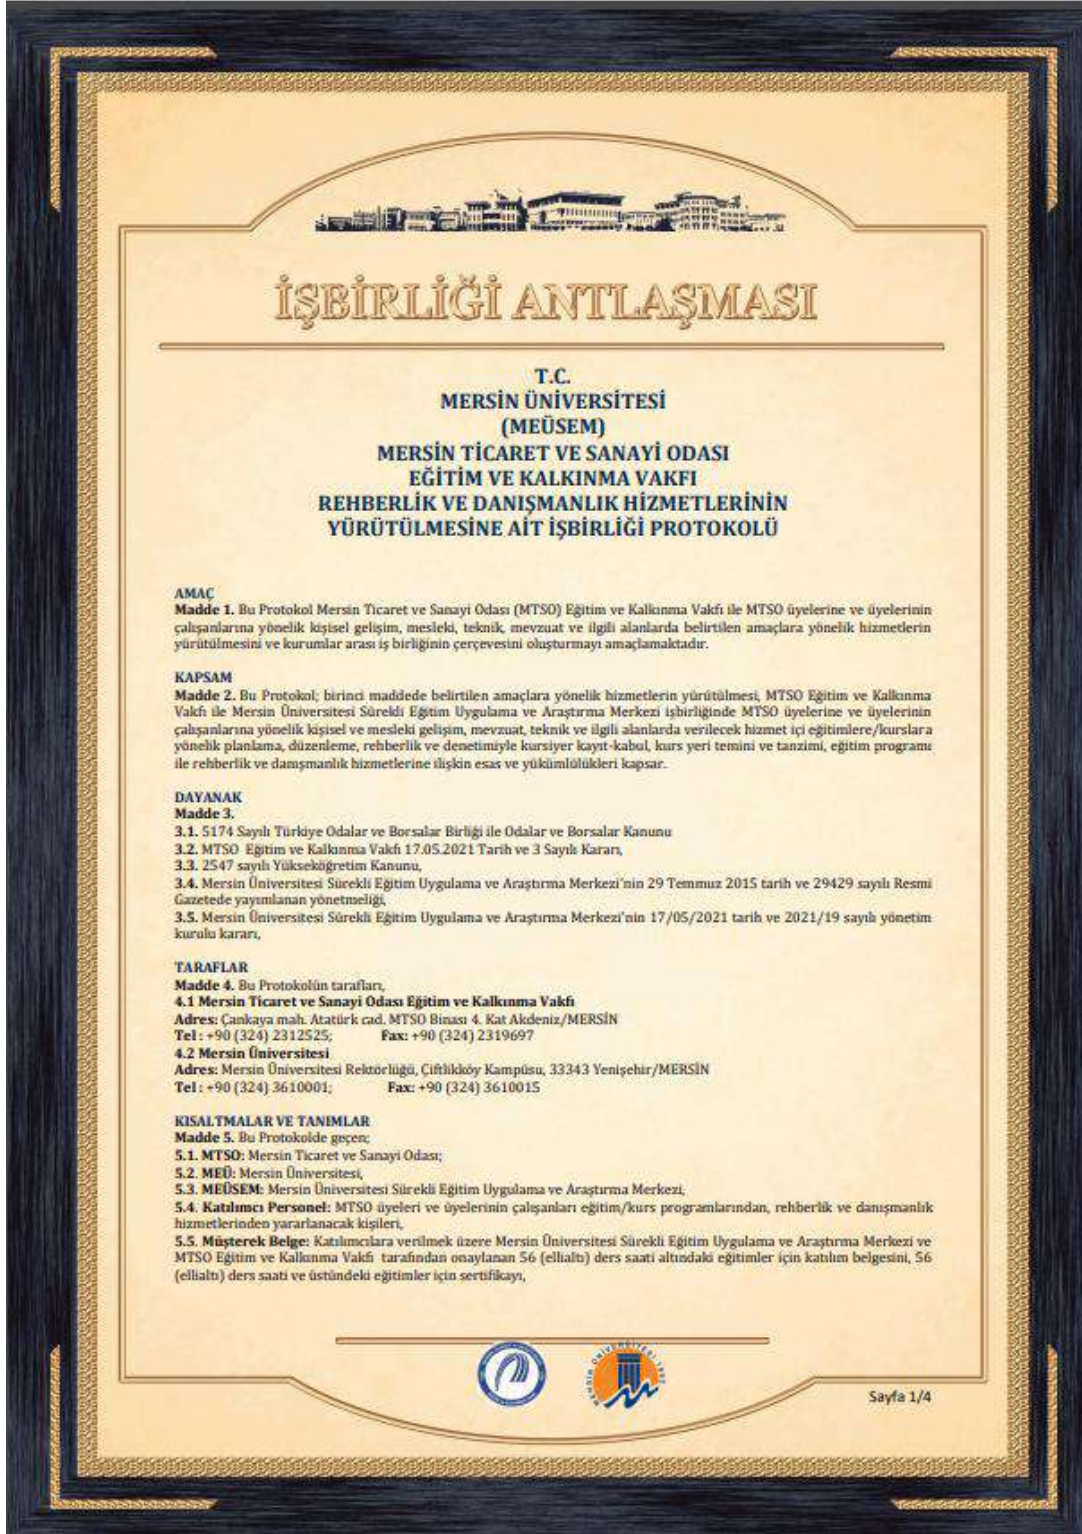 İŞBİRLİĞİ ANTLAŞMASI
T.C.
MERSİN ÜNİVERSİTESİ
(MEÜSEM)
MERSİN TİCARET VE SANAYİ ODASI
EĞİTİM VE KALKINMA VAKFI
REHBERLİK VE DANIŞMANLIK HİZMETLERİNİN
YÜRÜTÜLMESİNE AİT İŞBİRLİĞİ PROTOKOLÜ
AMAÇ
Madde 1. Bu Protokol Mersin Ticaret ve Sanayi Odası (MTSO) Eğitim ve Kalkınma Vakfı ile MTSO üyelerine ve üyelerinin
çalışanlarına yönelik kişisel gelişim, mesleki, teknik, mevzuat ve ilgili alanlarda belirtilen amaçlara yönelik hizmetlerin
yürütülmesini ve kurumlar arası iş birliğinin çerçevesini oluşturmayı amaçlamaktadır.
KAPSAM
Madde 2. Bu Protokol; birinci maddede belirtilen amaçlara yönelik hizmetlerin yürütülmesi, MTSO Eğitim ve Kalkınma
Vakfı ile Mersin Üniversitesi Sürekli Eğitim Uygulama ve Araştırma Merkezi işbirliğinde MTSO üyelerine ve üyelerinin
çalışanlarına yönelik kişisel ve mesleki gelişim, mevzuat, teknik ve ilgili alanlarda verilecek hizmet içi eğitimlere/kurslara
yönelik planlama, düzenleme, rehberlik ve denetimiyle kursiyer kayıt-kabul, kurs yeri temini ve tanzimi, eğitim programı
ile rehberlik ve danışmanlık hizmetlerine ilişkin esas ve yükümlülükleri kapsar.
DAYANAK
Madde 3.
3.1. 5174 Sayılı Türkiye Odalar ve Borsalar Birliği ile Odalar ve Borsalar Kanunu
3.2. MTSO Eğitim ve Kalkınma Vakfı 17.05.2021 Tarih ve 3 Sayılı Kararı,
3.3. 2547 sayılı Yükseköğretim Kanunu,
3.4. Mersin Üniversitesi Sürekli Eğitim Uygulama ve Araştırma Merkezi'nin 29 Temmuz 2015 tarih ve 29429 sayılı Resmi
Gazetede yayımlanan yönetmeliği,
3.5. Mersin Üniversitesi Sürekli Eğitim Uygulama ve Araştırma Merkezi'nin 17/05/2021 tarih ve 2021/19 sayılı yönetim
kurulu kararı,
TARAFLAR
Madde 4. Bu Protokolün tarafları,
4.1 Mersin Ticaret ve Sanayi Odası Eğitim ve Kalkınma Vakfı
Adres: Çankaya mah. Atatürk cad. MTSO Binası 4. Kat Akdeniz/MERSİN
Tel : +90 (324) 2312525; Fax: +90 (324) 2319697
4.2 Mersin Üniversitesi
Adres: Mersin Üniversitesi Rektörlüğü, Çiftlikköy Kampüsü, 33343 Yenişehir/MERSİN
Tel : +90 (324) 3610001; Fax: +90 (324) 3610015
KISALTMALAR VE TANIMLAR
Madde 5. Bu Protokolde geçen;
5.1. MTSO: Mersin Ticaret ve Sanayi Odası;
5.2. MEÜ: Mersin Üniversitesi,
5.3. MEÜSEM: Mersin Üniversitesi Sürekli Eğitim Uygulama ve Araştırma Merkezi,
5.4. Katılımcı Personel: MTSO üyeleri ve üyelerinin çalışanları eğitim/kurs programlarından, rehberlik ve danışmanlık
hizmetlerinden yararlanacak kişileri,
5.5. Müşterek Belge: Katılımcılara verilmek üzere Mersin Üniversitesi Sürekli Eğitim Uygulama ve Araştırma Merkezi ve
MTSO Eğitim ve Kalkınma Vakfı tarafından onaylanan 56 (ellialtı) ders saati altındaki eğitimler için katılım belgesini, 56
(ellialtı) ders saati ve üstündeki eğitimler için sertifikayı,
MERSİN ÜNİVERSİTESİ 1992
Sayfa 1/4